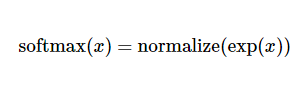 softmax(x) = normalize(exp(x))